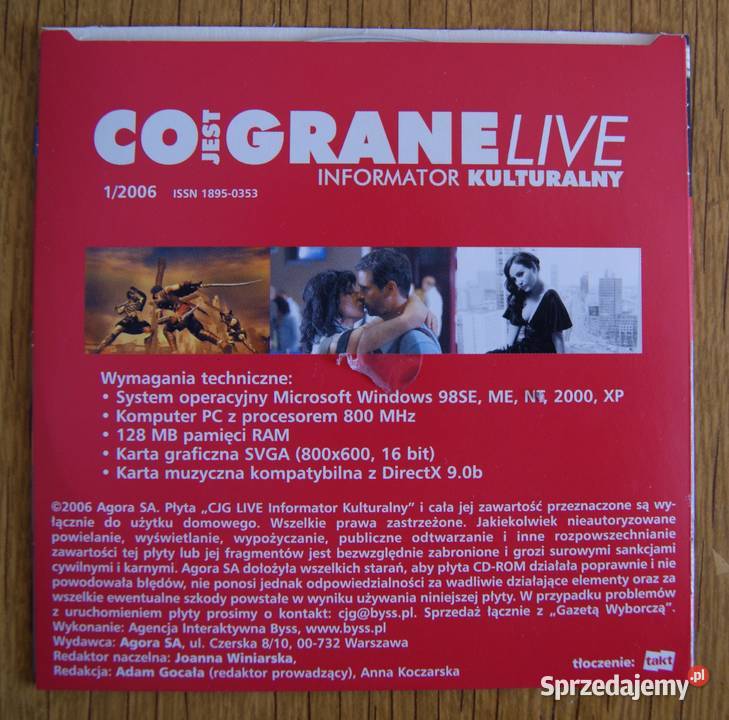 CO JEST GRANE LIVE
INFORMATOR KULTURALNY
1/2006 ISSN 1895-0353
Wymagania techniczne:
• System operacyjny Microsoft Windows 98SE, ME, NT, 2000, XP
• Komputer PC z procesorem 800 MHz
• 128 MB pamięci RAM
• Karta graficzna SVGA (800x600, 16 bit)
• Karta muzyczna kompatybilna z DirectX 9.0b
©2006 Agora SA. Płyta „CJG LIVE Informator Kulturalny” i cała jej zawartość przeznaczone są wy-
łącznie do użytku domowego. Wszelkie prawa zastrzeżone. Jakiekolwiek nieautoryzowane
powielanie, wyświetlanie, wypożyczanie, publiczne odtwarzanie i inne rozpowszechnianie
zawartości tej płyty lub jej fragmentów jest bezwzględnie zabronione i grozi surowymi sankcjami
cywilnymi i karnymi. Agora SA dołożyła wszelkich starań, aby płyta CD-ROM działała poprawnie i nie
powodowała błędów, nie ponosi jednak odpowiedzialności za wadliwie działające elementy oraz za
wszelkie ewentualne szkody powstałe w wyniku używania niniejszej płyty. W przypadku problemów
z uruchomieniem płyty prosimy o kontakt: cjg@byss.pl. Sprzedaż łącznie z „Gazetą Wyborczą”.
Wykonanie: Agencja Interaktywna Byss, www.byss.pl
Wydawca: Agora SA, ul. Czerska 8/10, 00-732 Warszawa
Redaktor naczelna: Joanna Winiarska,
Redakcja: Adam Gocała (redaktor prowadzący), Anna Koczarska
tłoczenie: takt
Sprzedajemy.pl